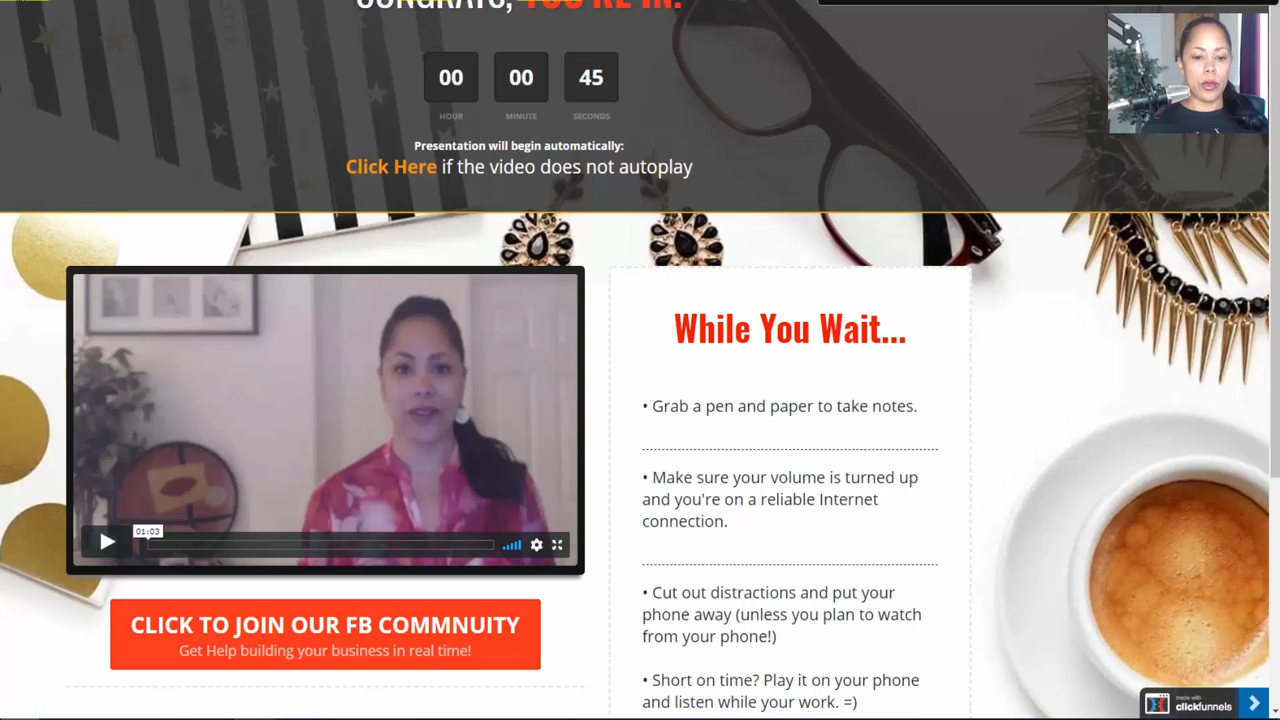 CONGRATS, YOU'RE IN!
00 00 45
HOUR MINUTE SECONDS
Presentation will begin automatically:
Click Here if the video does not autoplay
While You Wait...
• Grab a pen and paper to take notes.
• Make sure your volume is turned up
and you're on a reliable Internet
connection.
• Cut out distractions and put your
phone away (unless you plan to watch
from your phone!)
• Short on time? Play it on your phone
and listen while your work. =)
01:03
CLICK TO JOIN OUR FB COMMNUITY
Get Help building your business in real time!
made with
clickfunnels